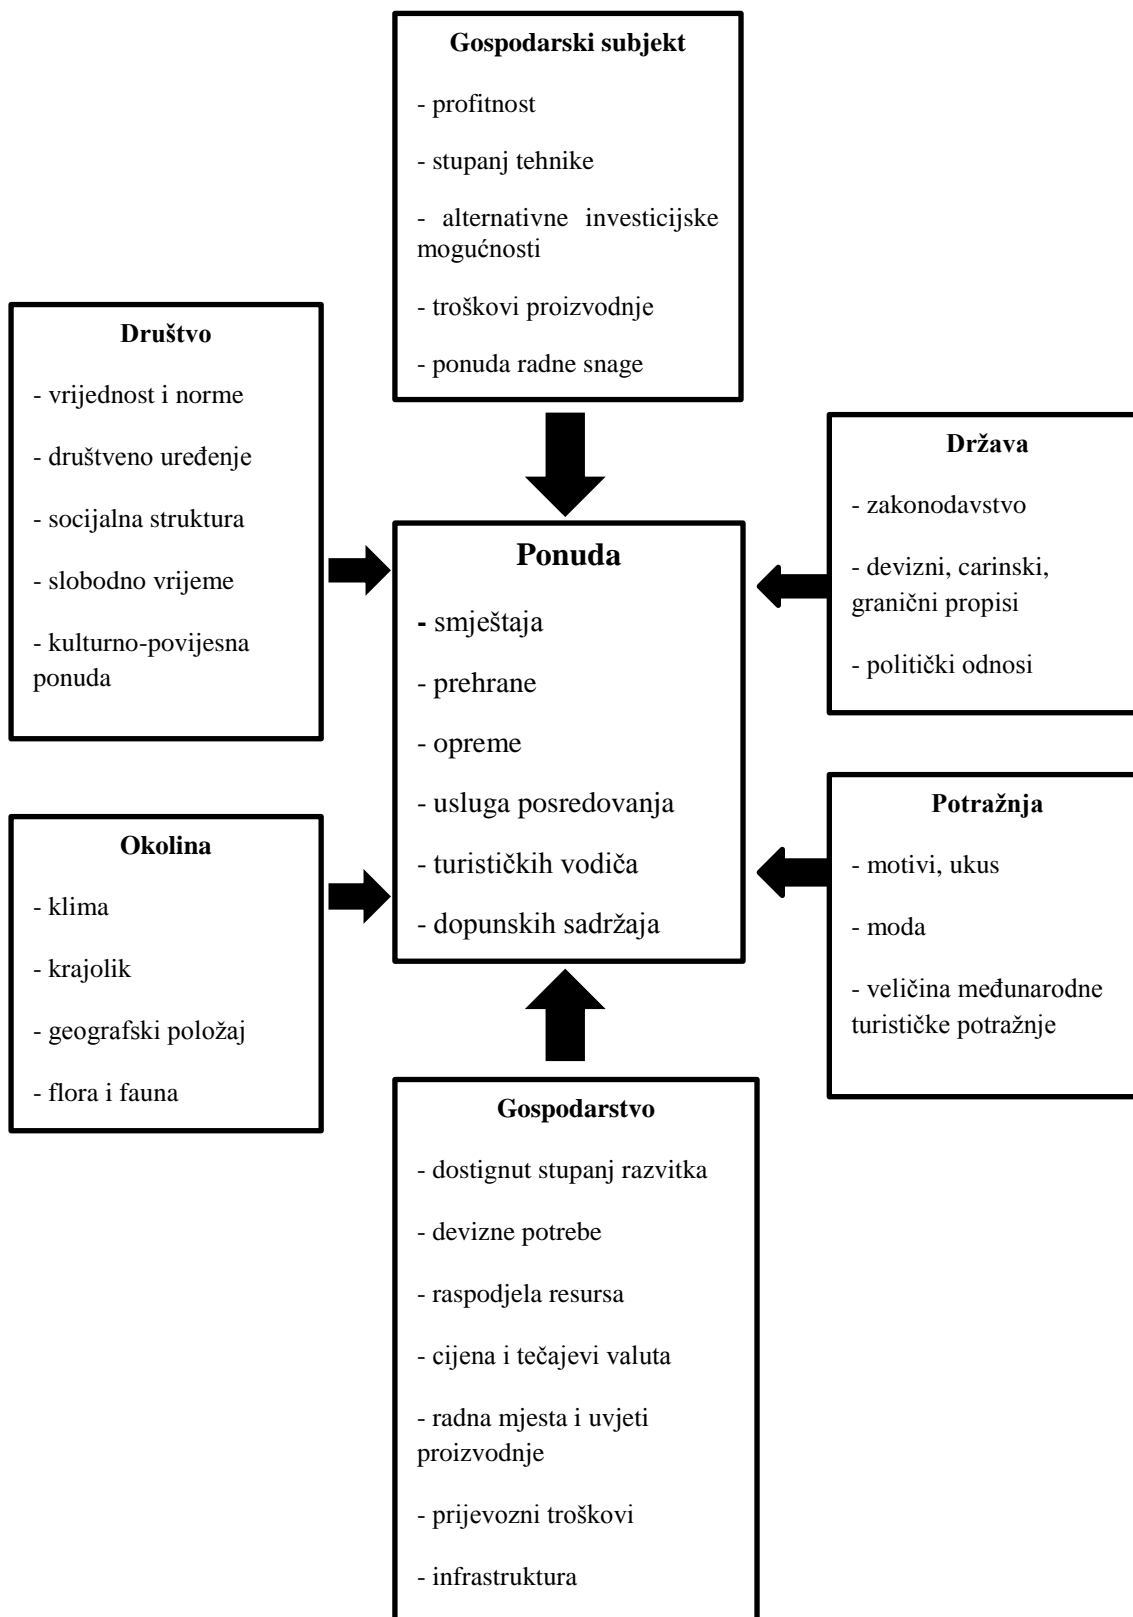 Gospodarski subjekt
- profitnost
- stupanj tehnike
- alternativne investicijske
mogućnosti
- troškovi proizvodnje
- ponuda radne snage
Društvo
- vrijednost i norme
- društveno uređenje
- socijalna struktura
- slobodno vrijeme
- kulturno-povijesna
ponuda
Ponuda
- smještaja
- prehrane
- opreme
- usluga posredovanja
- turističkih vodiča
- dopunskih sadržaja
Država
- zakonodavstvo
- devizni, carinski,
granični propisi
- politički odnosi
Okolina
- klima
- krajolik
- geografski položaj
- flora i fauna
Potražnja
- motivi, ukus
- moda
- veličina međunarodne
turističke potražnje
Gospodarstvo
- dostignut stupanj razvitka
- devizne potrebe
- raspodjela resursa
- cijena i tečajevi valuta
- radna mjesta i uvjeti
proizvodnje
- prijevozni troškovi
- infrastruktura